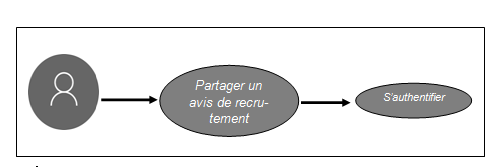 Partager un
avis de recru-
tement
S'authentifier